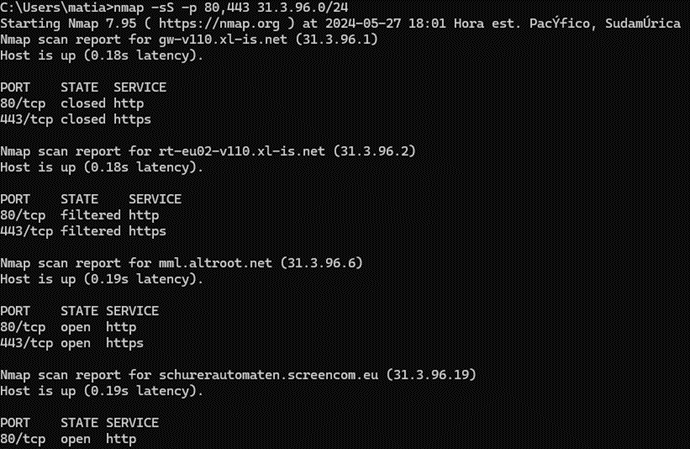 C:\Users\matia>nmap -sS -p 80,443 31.3.96.0/24
Starting Nmap 7.95 ( https://nmap.org ) at 2024-05-27 18:01 Hora est. PacÝfico, SudamÚrica
Nmap scan report for gw-v110.xl-is.net (31.3.96.1)
Host is up (0.18s latency).
PORT    STATE  SERVICE
80/tcp  closed http
443/tcp closed https
Nmap scan report for rt-eu02-v110.xl-is.net (31.3.96.2)
Host is up (0.18s latency).
PORT    STATE    SERVICE
80/tcp  filtered http
443/tcp filtered https
Nmap scan report for mml.altroot.net (31.3.96.6)
Host is up (0.19s latency).
PORT    STATE SERVICE
80/tcp  open  http
443/tcp open  https
Nmap scan report for schurerautomaten.screencom.eu (31.3.96.19)
Host is up (0.19s latency).
PORT    STATE SERVICE
80/tcp  open  http